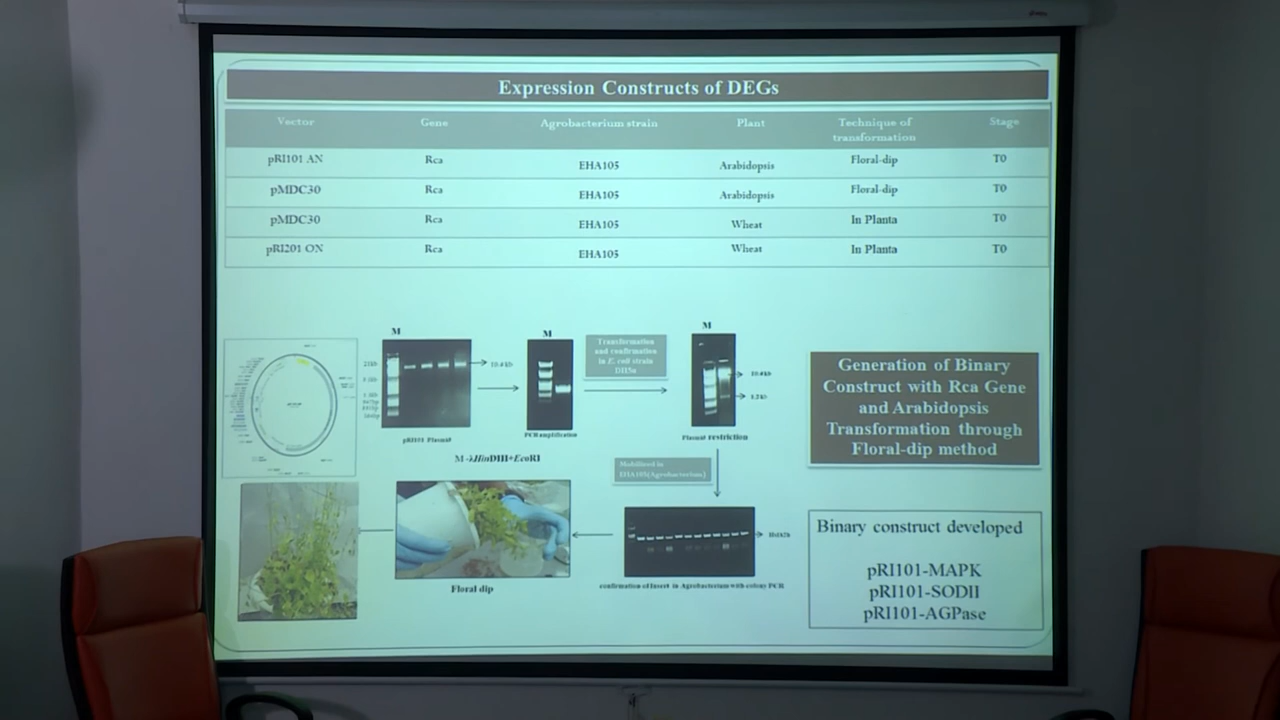 Expression Constructs of DEGs
Vector Gene Agrobacterium strain Plant Technique of transformation Stage
pRI101 AN Rca EHA105 Arabidopsis Floral-dip T0
pMDC30 Rca EHA105 Arabidopsis Floral-dip T0
pMDC30 Rca EHA105 Wheat In Planta T0
pRI201 ON Rca EHA105 Wheat In Planta T0
M
M
M
10.4 kb
Transformation
and confirmation
in E. coli strain
DH5α
10.4kb
pRI101 Plasmid
PCR amplification
Plasmid restriction
M -λHinDIII+EcoRI
Generation of Binary
Construct with Rca Gene
and Arabidopsis
Transformation through
Floral-dip method
Mobilized in
EHA105(Agrobacterium)
Floral dip
confirmation of Insert in Agrobacterium with colony PCR
Binary construct developed
pRI101-MAPK
pRI101-SODII
pRI101-AGPase